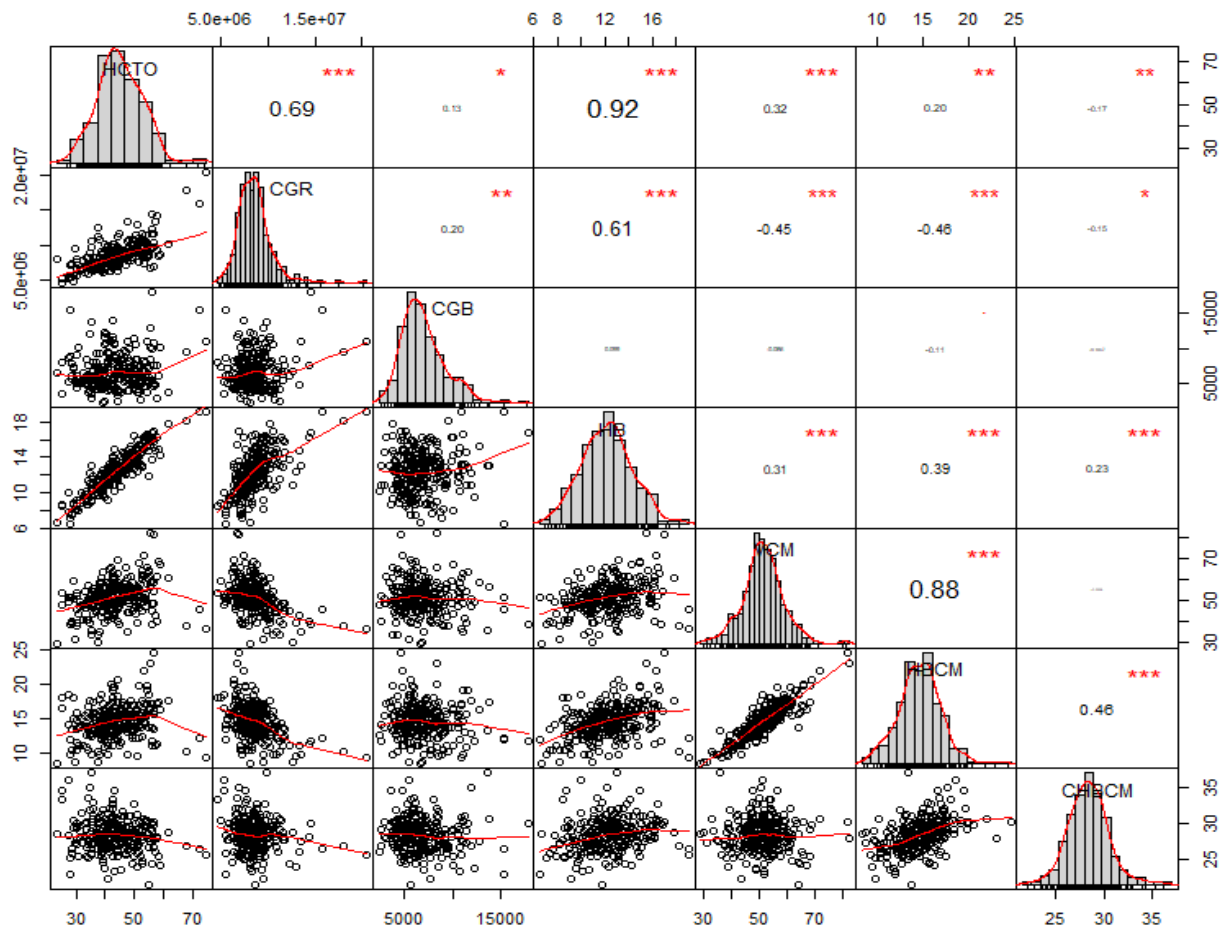 5.0e+06 1.5e+07 6 8 12 16 10 15 20 25
HCTO *** * *** *** ** **
0.69 0.13 0.92 0.32 0.20 -0.17
30 50 70
CGR ** *** *** *** *
0.20 0.61 -0.45 -0.46 -0.15
5.0e+06 2.0e+07
CGB
-0.11
5000 15000
HB *** *** ***
0.31 0.39 0.23
6 10 12 14 18
VCM ***
0.88
30 50 70
HBCM ***
0.46
10 15 20 25
CHBCM
25 30 35
30 50 70 5000 15000 30 50 70 25 30 35